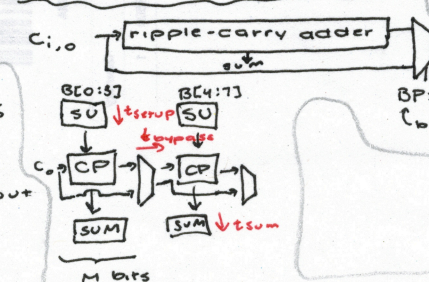 ripple-carry adder
Ci,o
sum
B[0:3] B[4:7]
SU ↓tsetup SU
tbypass
BP
Co CP CP
out
SUM SUM ↓tsum
M bits